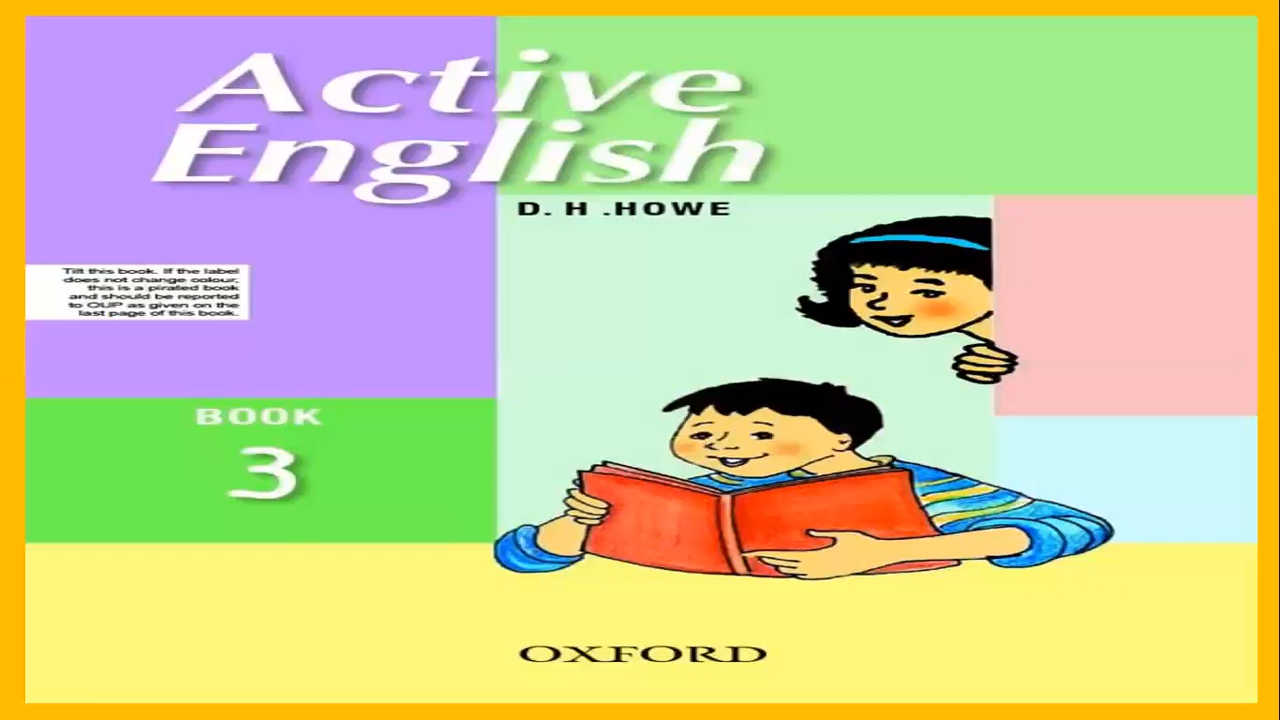 Active
English
D. H .HOWE
Tilt this book. If the label
does not change colour,
this is a pirated book
and should be reported
to OUP as given on the
last page of this book.
BOOK
3
OXFORD